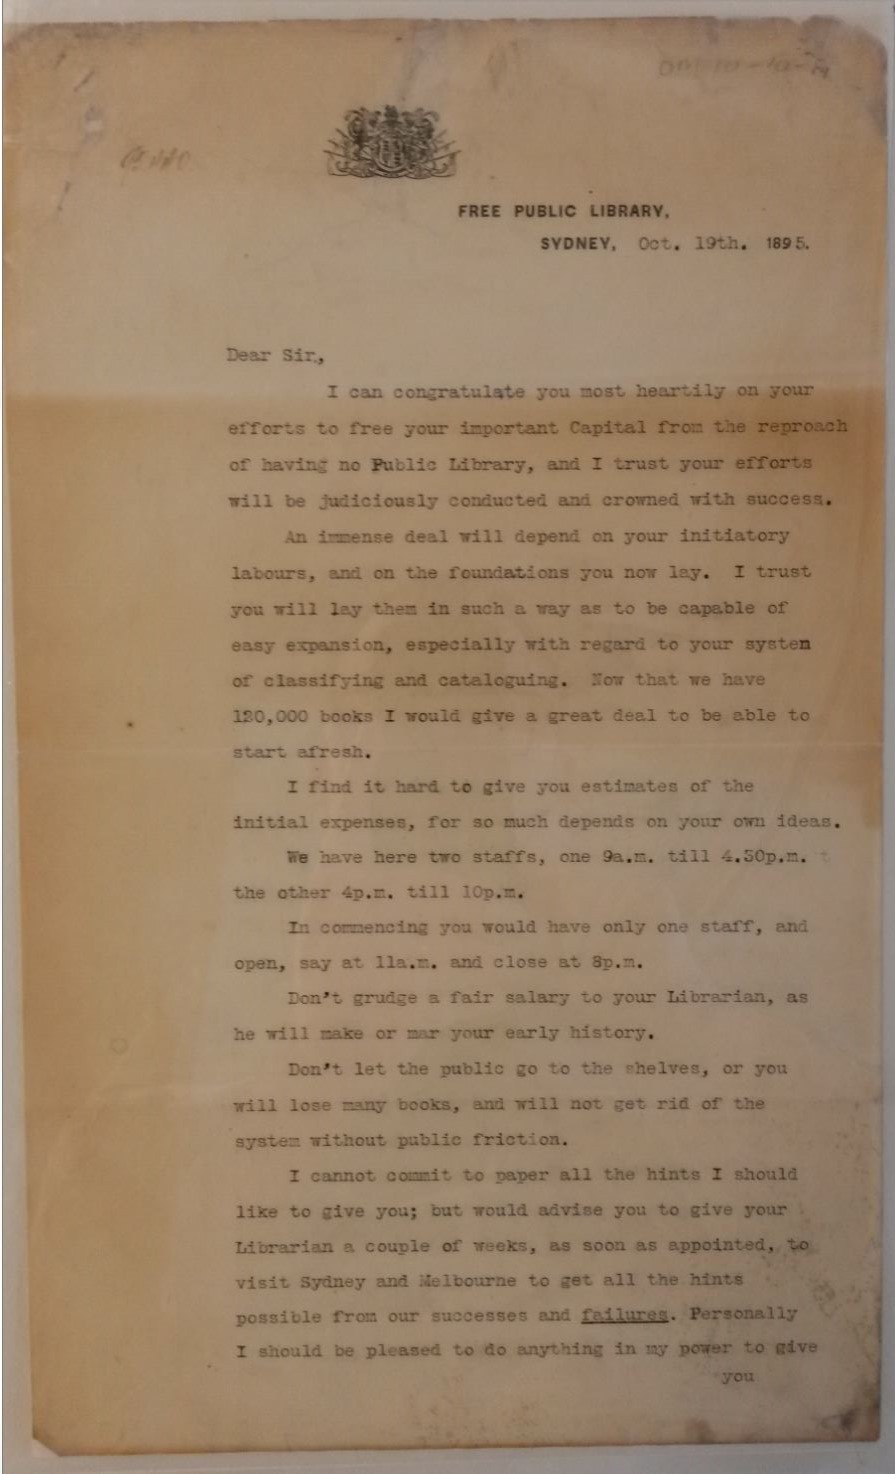 FREE PUBLIC LIBRARY,
SYDNEY, Oct. 19th. 1895.
Dear Sir,
I can congratulate you most heartily on your
efforts to free your important Capital from the reproach
of having no Public Library, and I trust your efforts
will be judiciously conducted and crowned with success.
An immense deal will depend on your initiatory
labours, and on the foundations you now lay. I trust
you will lay them in such a way as to be capable of
easy expansion, especially with regard to your system
of classifying and cataloguing. Now that we have
books I would give a great deal to be able to
start afresh.
I find it hard to give you estimates of the
initial expenses, for so much depends on your own ideas.
We have here two staffs, one 9a.m. till 4.30p.m.
the other 4p.m. till 10p.m.
In commencing you would have only one staff, and
open, say at 11a.m. and close at 8p.m.
Don't grudge a fair salary to your Librarian, as
he will make or mar your early history.
Don't let the public go to the shelves, or you
will lose many books, and will not get rid of the
system without public friction.
I cannot commit to paper all the hints I should
like to give you; but would advise you to give your
Librarian a couple of weeks, as soon as appointed, to
visit Sydney and Melbourne to get all the hints
possible from our successes and failures. Personally
I should be pleased to do anything in my power to give
you